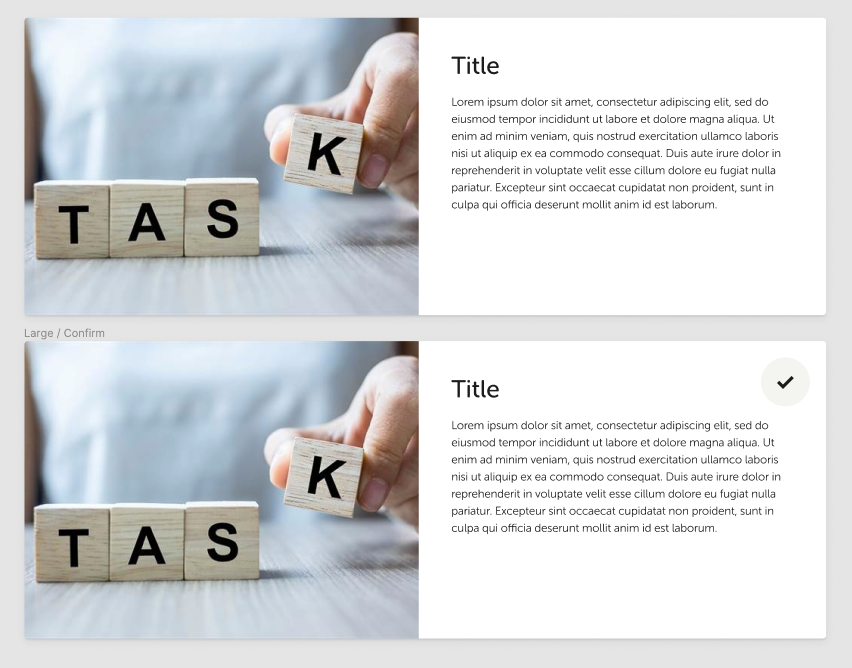 K
TAS
Title
Lorem ipsum dolor sit amet, consectetur adipiscing elit, sed do
eiusmod tempor incididunt ut labore et dolore magna aliqua. Ut
enim ad minim veniam, quis nostrud exercitation ullamco laboris
nisi ut aliquip ex ea commodo consequat. Duis aute irure dolor in
reprehenderit in voluptate velit esse cillum dolore eu fugiat nulla
pariatur. Excepteur sint occaecat cupidatat non proident, sunt in
culpa qui officia deserunt mollit anim id est laborum.
Large / Confirm
K
TAS
Title
Lorem ipsum dolor sit amet, consectetur adipiscing elit, sed do
eiusmod tempor incididunt ut labore et dolore magna aliqua. Ut
enim ad minim veniam, quis nostrud exercitation ullamco laboris
nisi ut aliquip ex ea commodo consequat. Duis aute irure dolor in
reprehenderit in voluptate velit esse cillum dolore eu fugiat nulla
pariatur. Excepteur sint occaecat cupidatat non proident, sunt in
culpa qui officia deserunt mollit anim id est laborum.